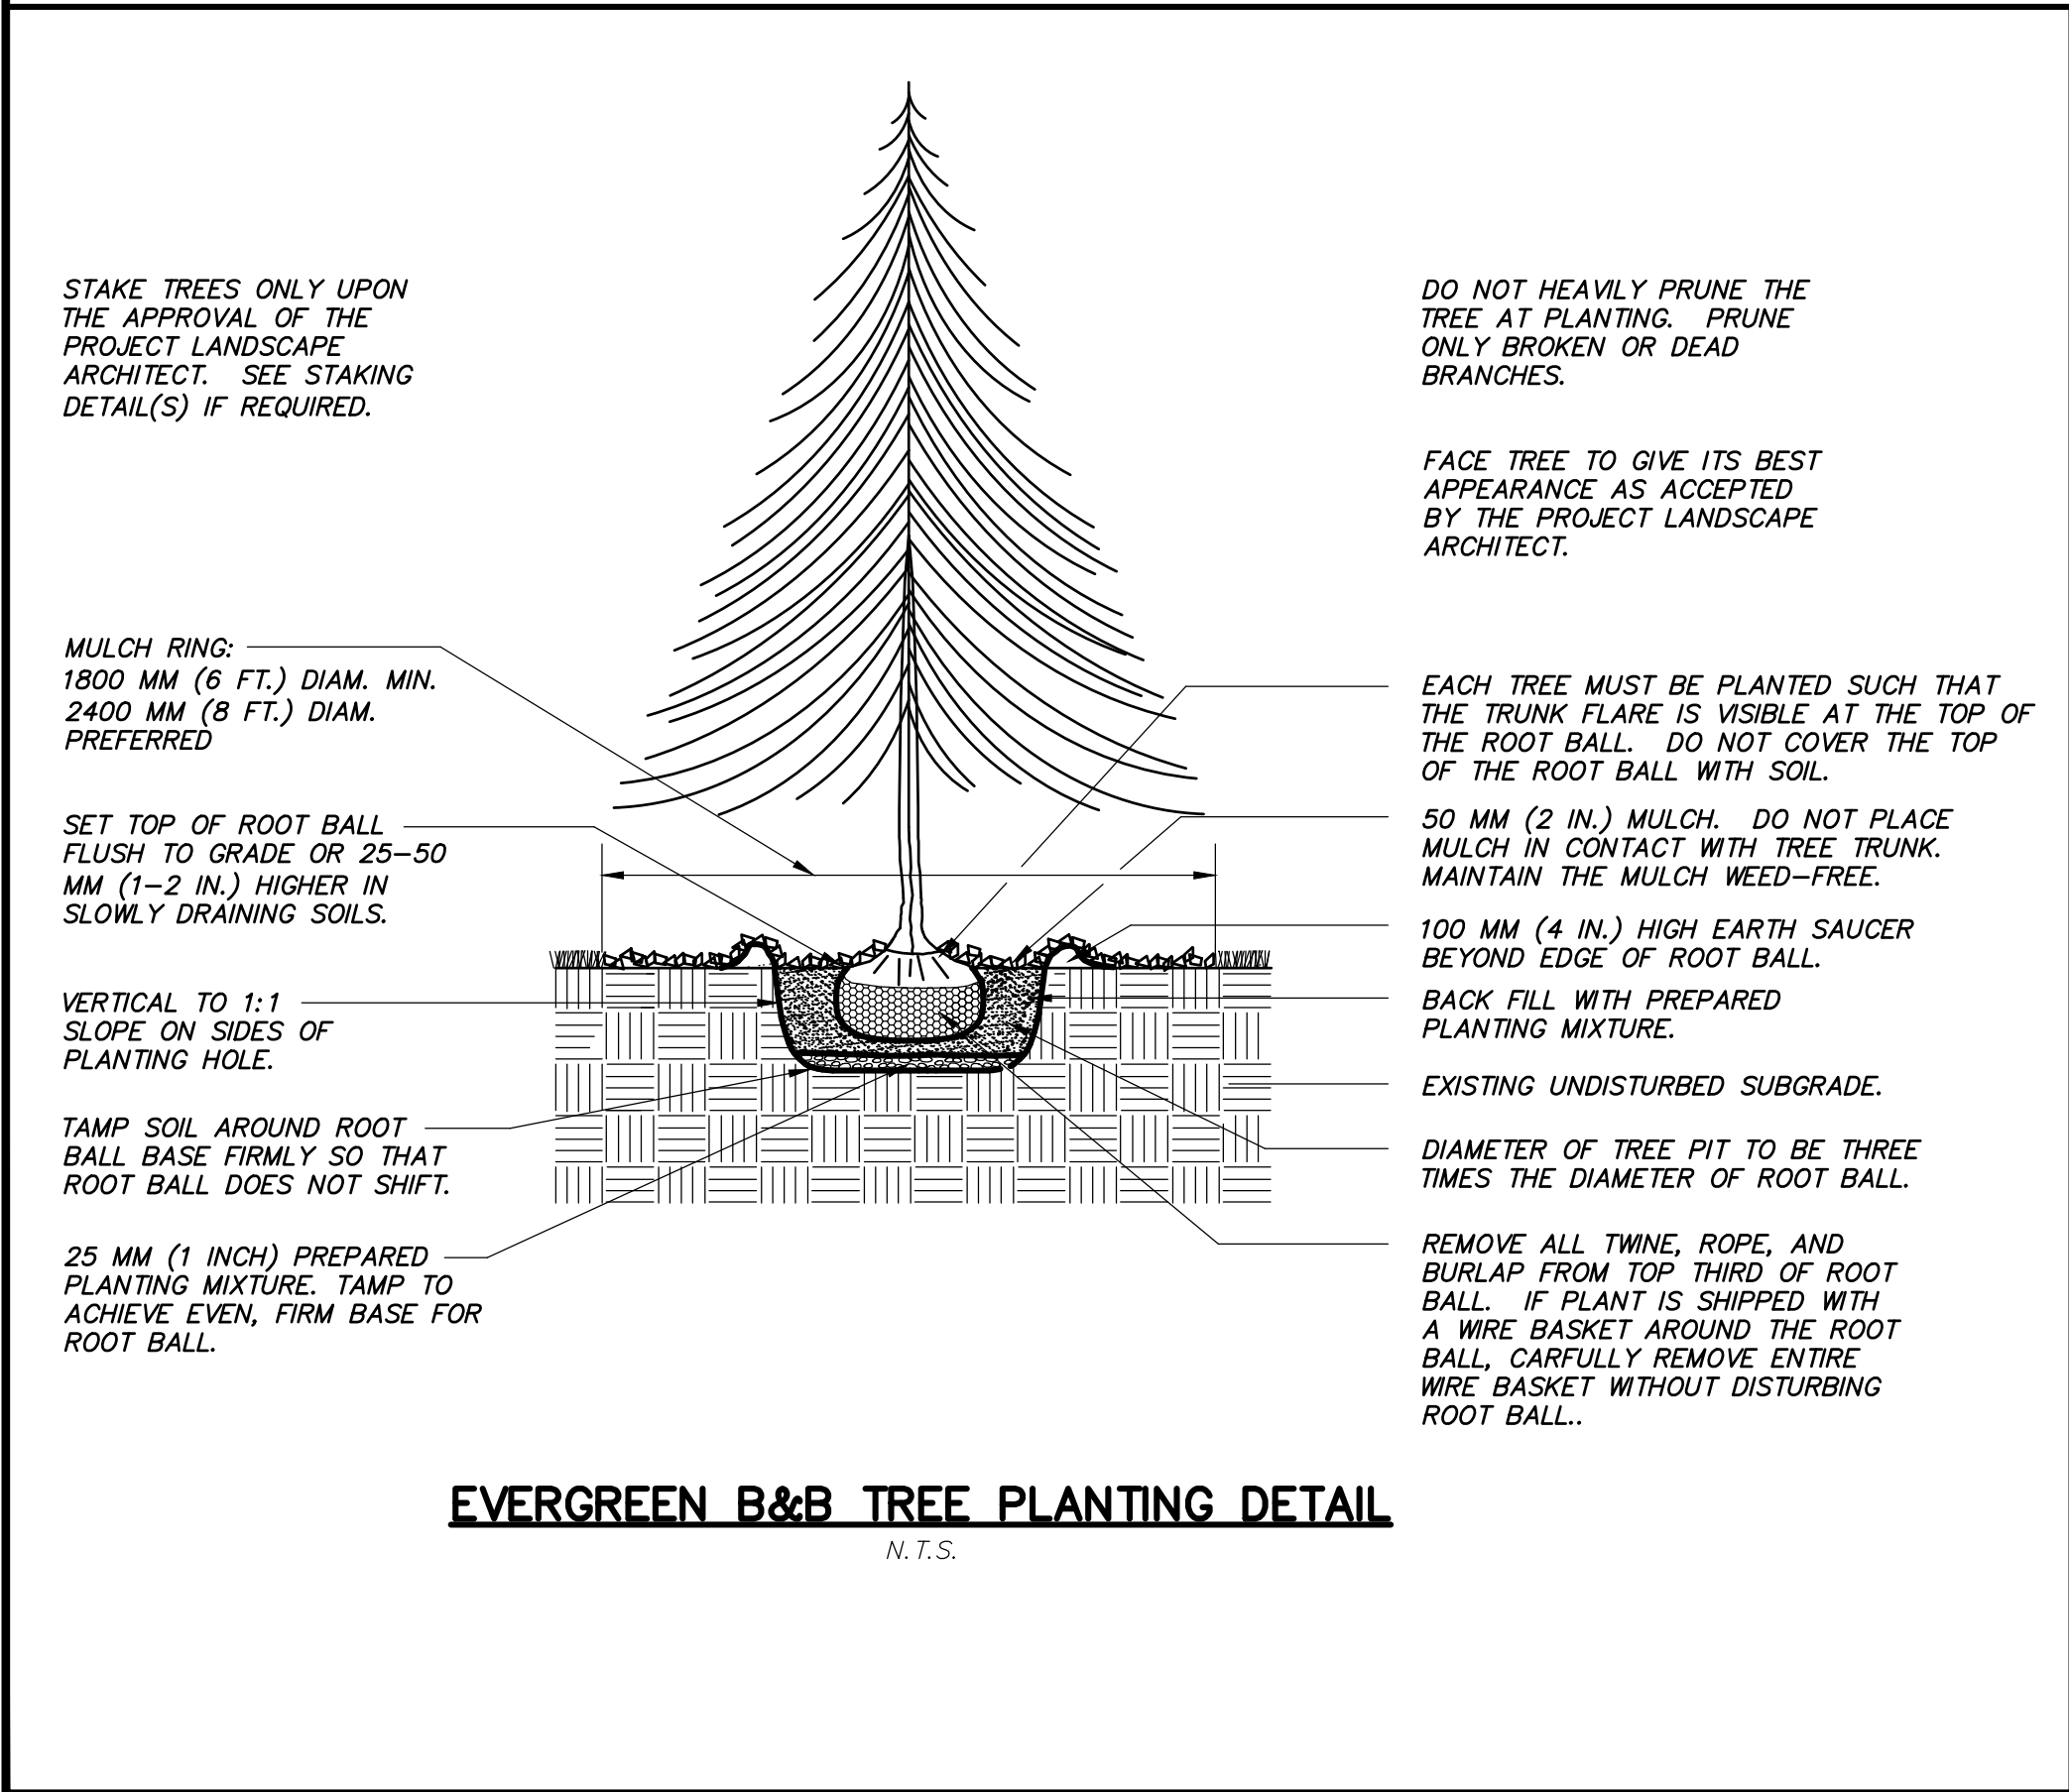 STAKE TREES ONLY UPON
THE APPROVAL OF THE
PROJECT LANDSCAPE
ARCHITECT. SEE STAKING
DETAIL(S) IF REQUIRED.
MULCH RING:
1800 MM (6 FT.) DIAM. MIN.
2400 MM (8 FT.) DIAM.
PREFERRED
SET TOP OF ROOT BALL
FLUSH TO GRADE OR 25-50
MM (1-2 IN.) HIGHER IN
SLOWLY DRAINING SOILS.
VERTICAL TO 1:1
SLOPE ON SIDES OF
PLANTING HOLE.
TAMP SOIL AROUND ROOT
BALL BASE FIRMLY SO THAT
ROOT BALL DOES NOT SHIFT.
25 MM (1 INCH) PREPARED
PLANTING MIXTURE. TAMP TO
ACHIEVE EVEN, FIRM BASE FOR
ROOT BALL.
DO NOT HEAVILY PRUNE THE
TREE AT PLANTING. PRUNE
ONLY BROKEN OR DEAD
BRANCHES.
FACE TREE TO GIVE ITS BEST
APPEARANCE AS ACCEPTED
BY THE PROJECT LANDSCAPE
ARCHITECT.
EACH TREE MUST BE PLANTED SUCH THAT
THE TRUNK FLARE IS VISIBLE AT THE TOP OF
THE ROOT BALL. DO NOT COVER THE TOP
OF THE ROOT BALL WITH SOIL.
50 MM (2 IN.) MULCH. DO NOT PLACE
MULCH IN CONTACT WITH TREE TRUNK.
MAINTAIN THE MULCH WEED-FREE.
100 MM (4 IN.) HIGH EARTH SAUCER
BEYOND EDGE OF ROOT BALL.
BACK FILL WITH PREPARED
PLANTING MIXTURE.
EXISTING UNDISTURBED SUBGRADE.
DIAMETER OF TREE PIT TO BE THREE
TIMES THE DIAMETER OF ROOT BALL.
REMOVE ALL TWINE, ROPE, AND
BURLAP FROM TOP THIRD OF ROOT
BALL. IF PLANT IS SHIPPED WITH
A WIRE BASKET AROUND THE ROOT
BALL, CARFULLY REMOVE ENTIRE
WIRE BASKET WITHOUT DISTURBING
ROOT BALL..
EVERGREEN B&B TREE PLANTING DETAIL
N.T.S.